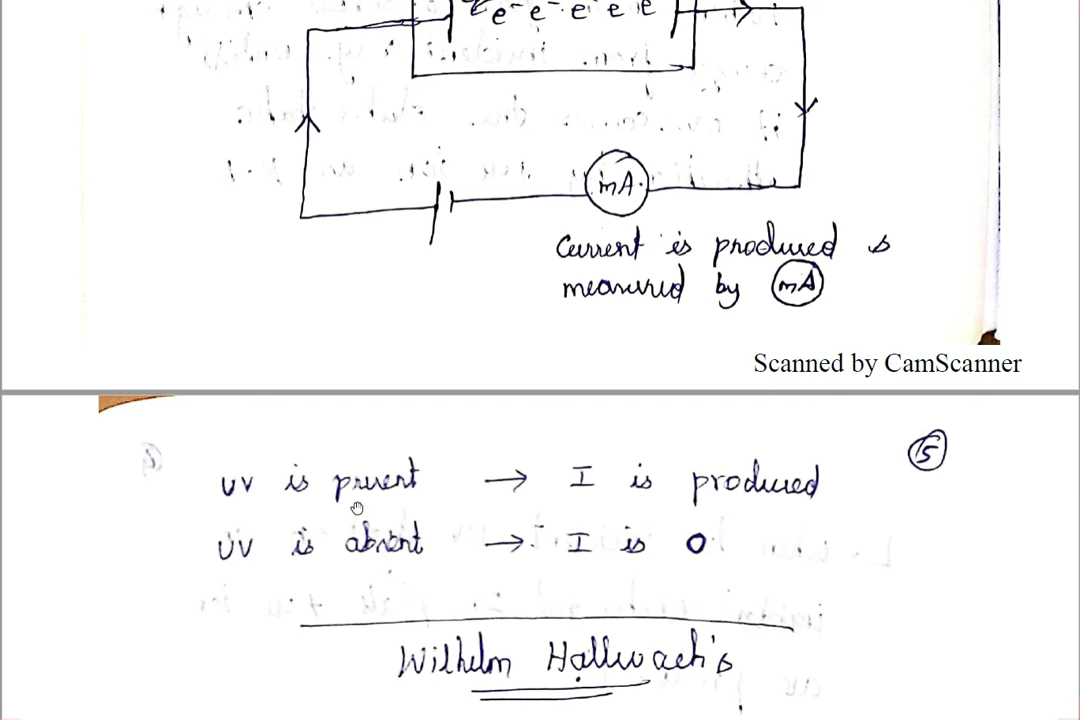 e⁻ e⁻ e⁻ e e
mA
Current is produced is
measured by mA
Scanned by CamScanner
5
UV is present → I is produced
UV is absent → I is 0
Wilhelm Hallwach's